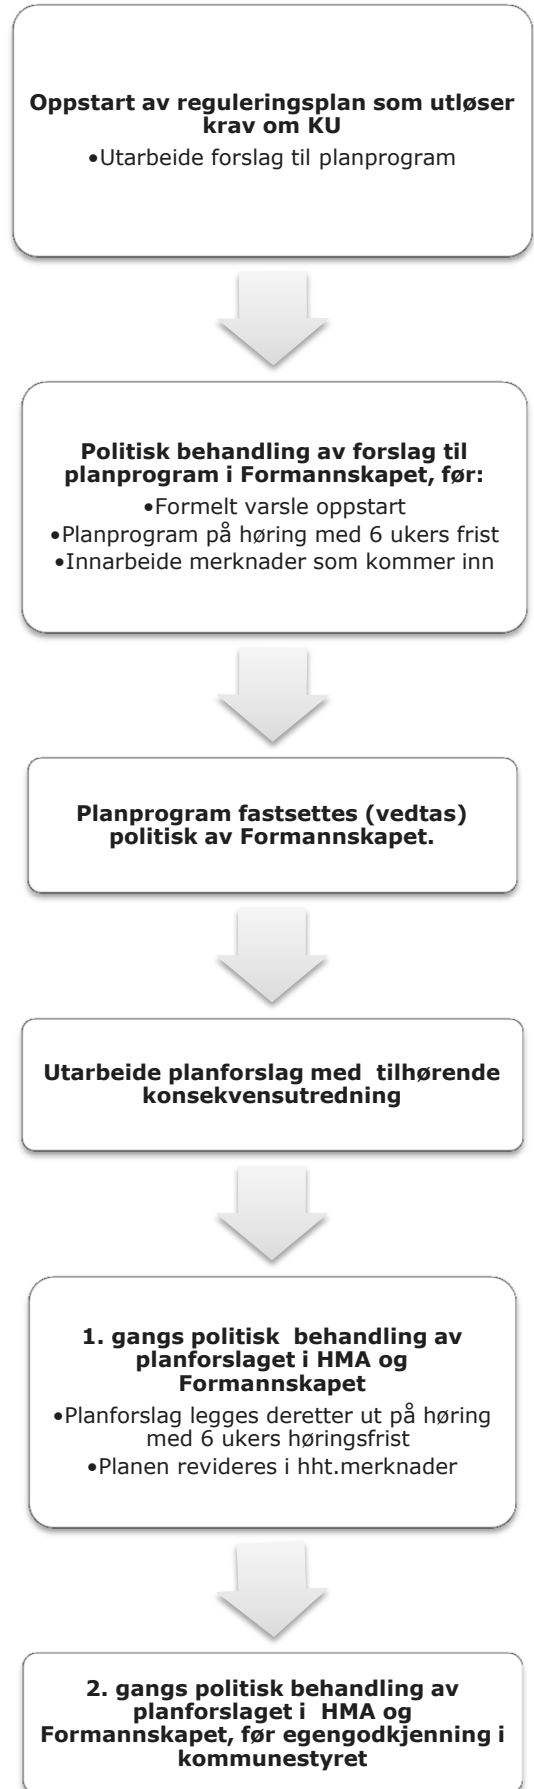 Oppstart av reguleringsplan som utløser
krav om KU
•Utarbeide forslag til planprogram
Politisk behandling av forslag til
planprogram i Formannskapet, før:
•Formelt varsle oppstart
•Planprogram på høring med 6 ukers frist
•Innarbeide merknader som kommer inn
Planprogram fastsettes (vedtas)
politisk av Formannskapet.
Utarbeide planforslag med tilhørende
konsekvensutredning
1. gangs politisk behandling av
planforslaget i HMA og
Formannskapet
•Planforslag legges deretter ut på høring
med 6 ukers høringsfrist
•Planen revideres i hht.merknader
2. gangs politisk behandling av
planforslaget i HMA og
Formannskapet, før egengodkjenning i
kommunestyret